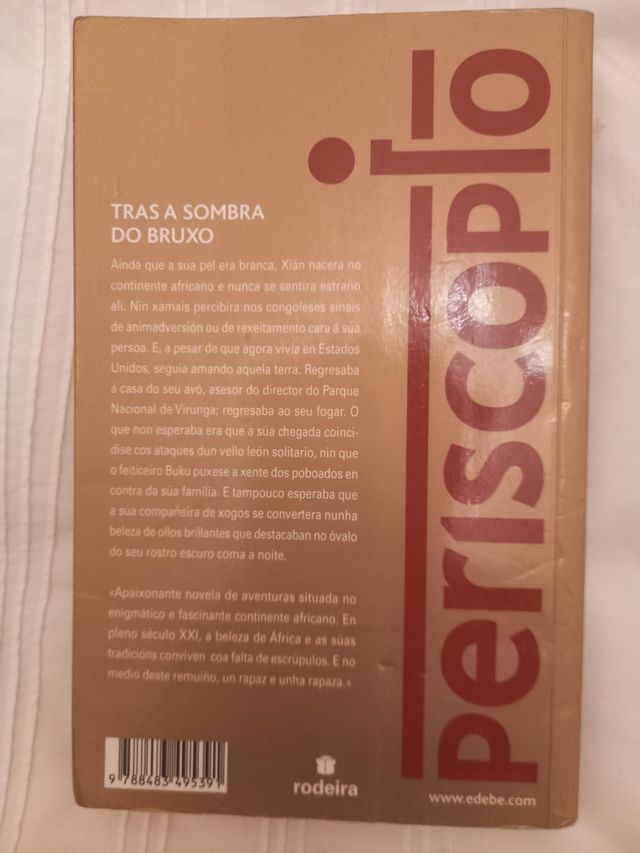 TRAS A SOMBRA
DO BRUXO
Ainda que a súa pel era branca, Xián nacera no
continente africano e nunca se sentira estraño
alí. Nin xamais percibira nos congoleses sinais
de animadversión ou de rexeitamento cara á súa
persoa. E, a pesar de que agora vivía en Estados
Unidos, seguía amando aquela terra. Regresaba
á casa do seu avó, asesor do director do Parque
Nacional de Virunga; regresaba ao seu fogar. O
que non esperaba era que a súa chegada coinci-
dise cos ataques dun vello león solitario, nin que
o feiticeiro Buku puxese a xente dos poboados en
contra da súa familia. E tampouco esperaba que
a súa compañeira de xogos se convertera nunha
beleza de ollos brillantes que destacaban no óvalo
do seu rostro escuro coma a noite.
«Apaixonante novela de aventuras situada no
enigmático e fascinante continente africano. En
pleno século XXI, a beleza de África e as súas
tradicións conviven coa falta de escrúpulos. E no
medio deste remuíño, un rapaz e unha rapaza.»
periscopio
9 788483 495391
rodeira
www.edebe.com